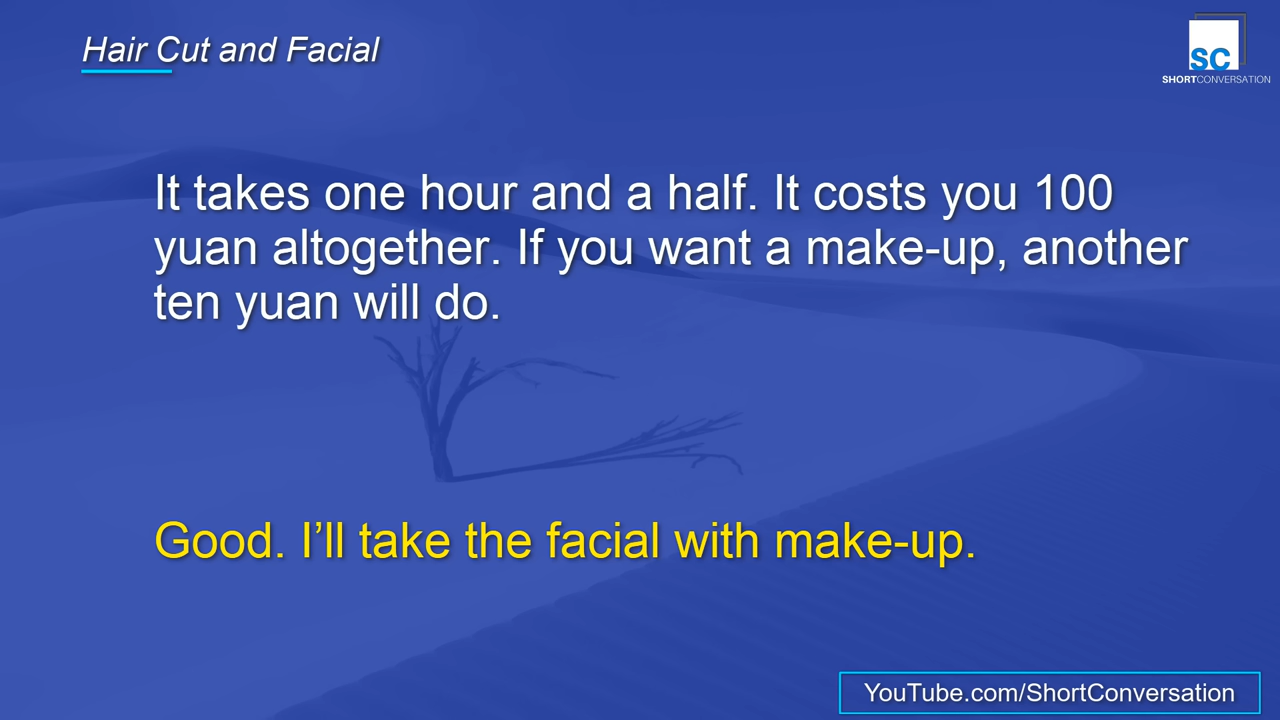 Hair Cut and Facial
SC
SHORTCONVERSATION
It takes one hour and a half. It costs you 100
yuan altogether. If you want a make-up, another
ten yuan will do.
Good. I’ll take the facial with make-up.
YouTube.com/ShortConversation